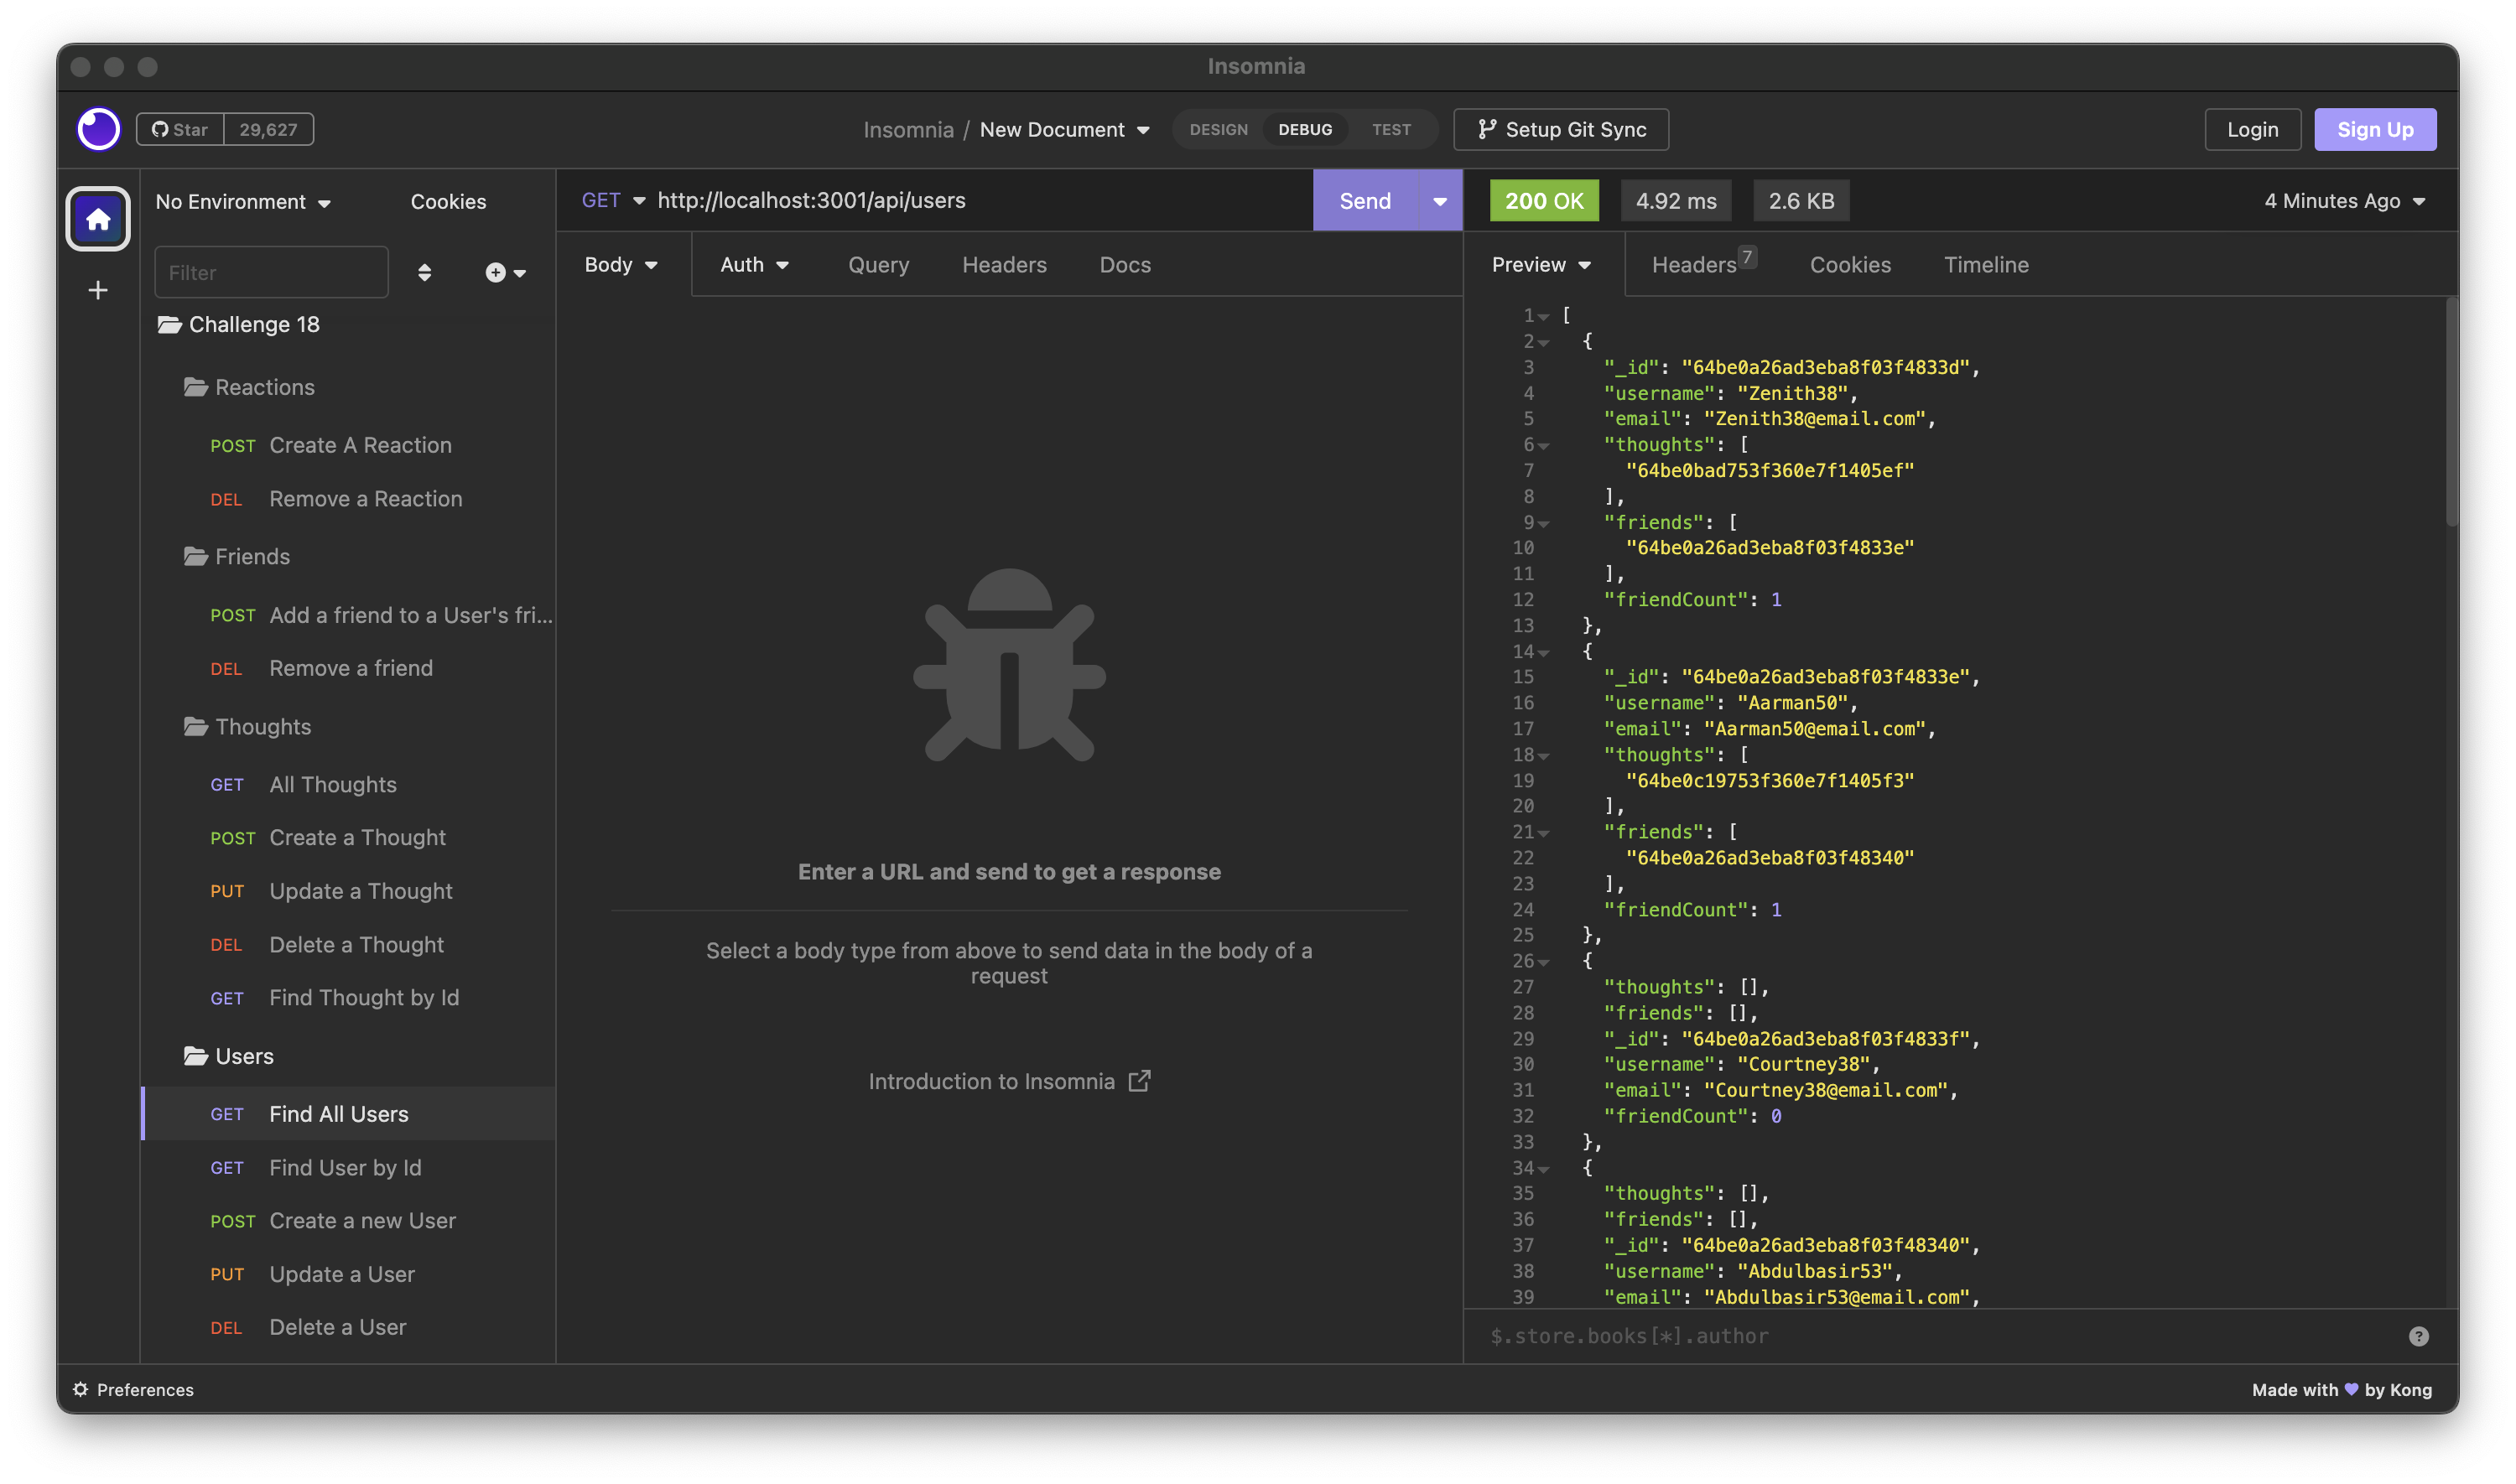 Insomnia
Star 29,627
Insomnia / New Document
DESIGN DEBUG TEST
Setup Git Sync
Login
Sign Up
No Environment
Cookies
Filter
Challenge 18
Reactions
POST Create A Reaction
DEL Remove a Reaction
Friends
POST Add a friend to a User's fri...
DEL Remove a friend
Thoughts
GET All Thoughts
POST Create a Thought
PUT Update a Thought
DEL Delete a Thought
GET Find Thought by Id
Users
GET Find All Users
GET Find User by Id
POST Create a new User
PUT Update a User
DEL Delete a User
GET http://localhost:3001/api/users
Send
Body Auth Query Headers Docs
Enter a URL and send to get a response
Select a body type from above to send data in the body of a
request
Introduction to Insomnia
200 OK 4.92 ms 2.6 KB
4 Minutes Ago
Preview Headers 7 Cookies Timeline
1 [
2 {
3 "_id": "64be0a26ad3eba8f03f4833d",
4 "username": "Zenith38",
5 "email": "Zenith38@email.com",
6 "thoughts": [
7 "64be0bad753f360e7f1405ef"
8 ],
9 "friends": [
10 "64be0a26ad3eba8f03f4833e"
11 ],
12 "friendCount": 1
13 },
14 {
15 "_id": "64be0a26ad3eba8f03f4833e",
16 "username": "Aarman50",
17 "email": "Aarman50@email.com",
18 "thoughts": [
19 "64be0c19753f360e7f1405f3"
20 ],
21 "friends": [
22 "64be0a26ad3eba8f03f48340"
23 ],
24 "friendCount": 1
25 },
26 {
27 "thoughts": [],
28 "friends": [],
29 "_id": "64be0a26ad3eba8f03f4833f",
30 "username": "Courtney38",
31 "email": "Courtney38@email.com",
32 "friendCount": 0
33 },
34 {
35 "thoughts": [],
36 "friends": [],
37 "_id": "64be0a26ad3eba8f03f48340",
38 "username": "Abdulbasir53",
39 "email": "Abdulbasir53@email.com",
$.store.books[*].author
Preferences
Made with 💜 by Kong